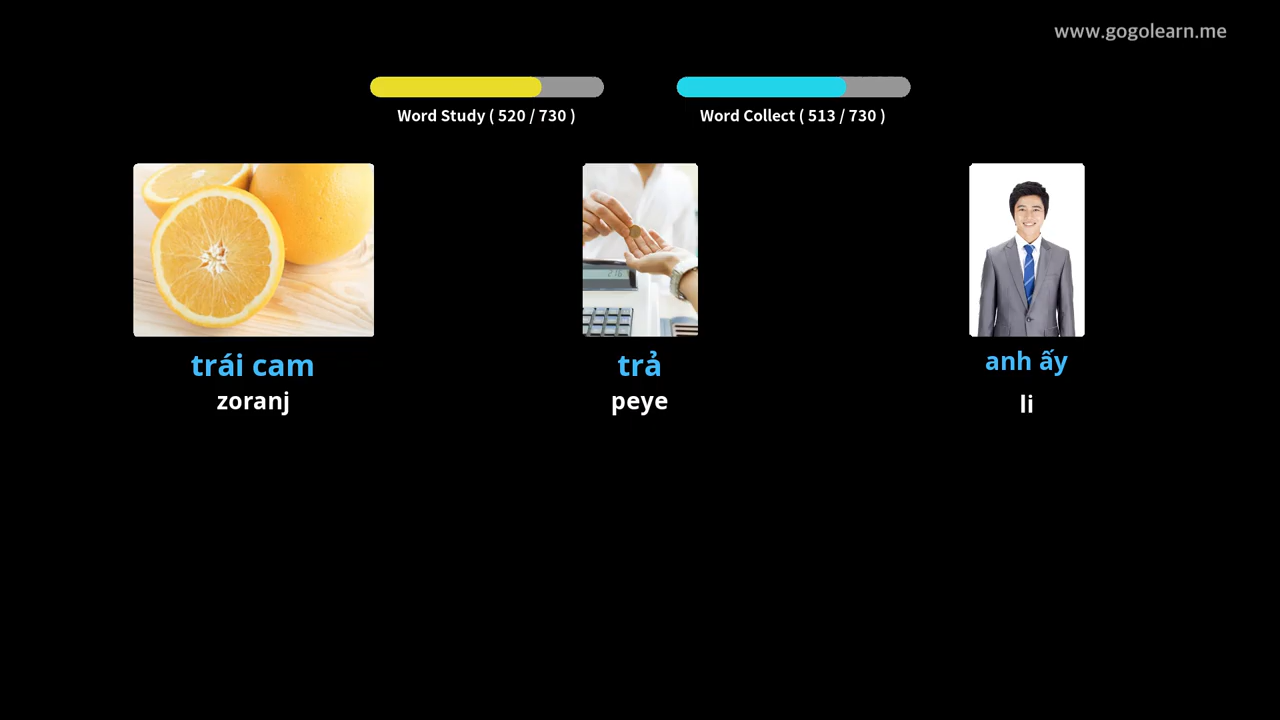 www.gogolearn.me
Word Study ( 520 / 730 )
Word Collect ( 513 / 730 )
trái cam
zoranj
trả
peye
anh ấy
li